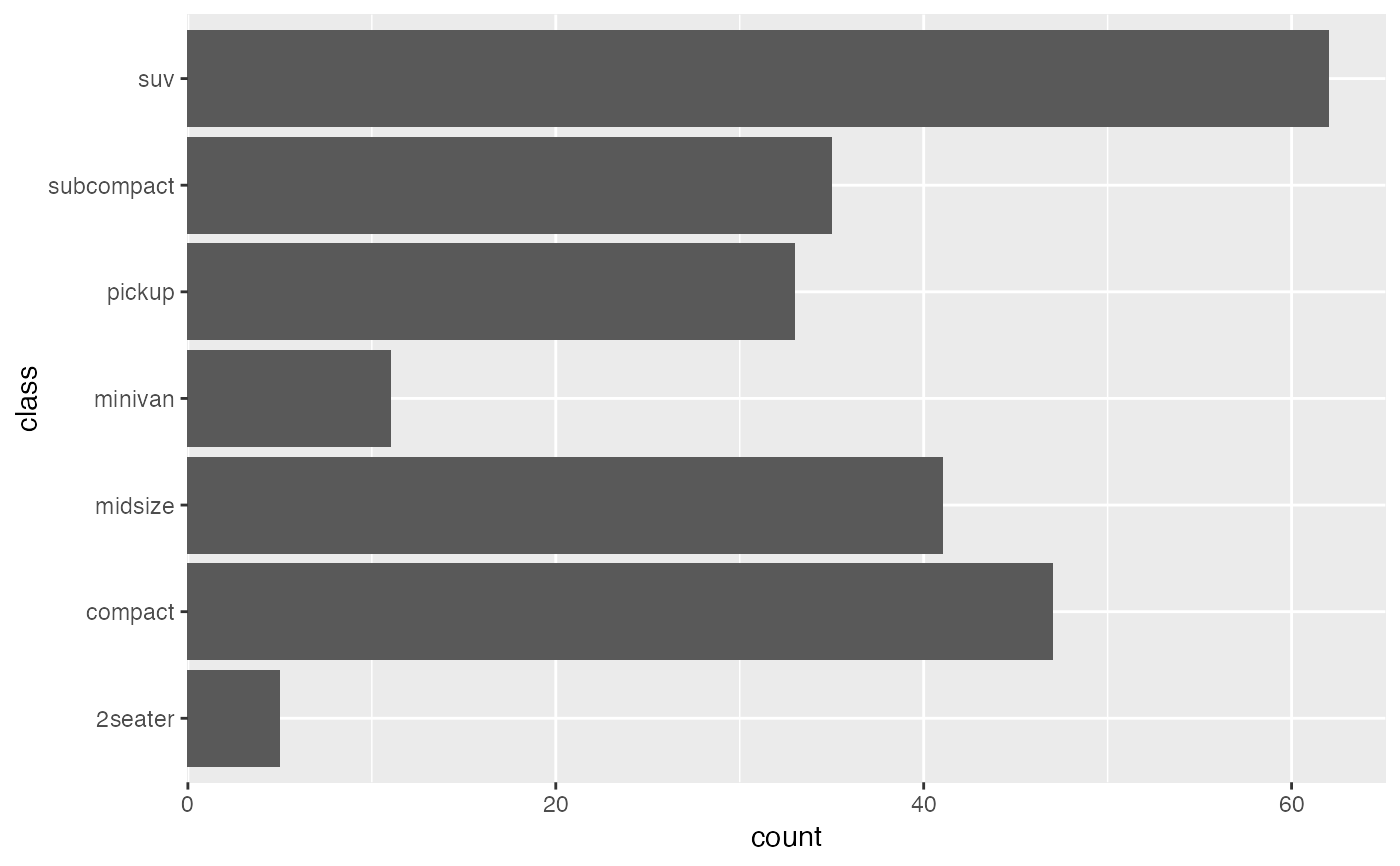 suv
subcompact
pickup
minivan
midsize
compact
2seater
class
0 20 40 60
count